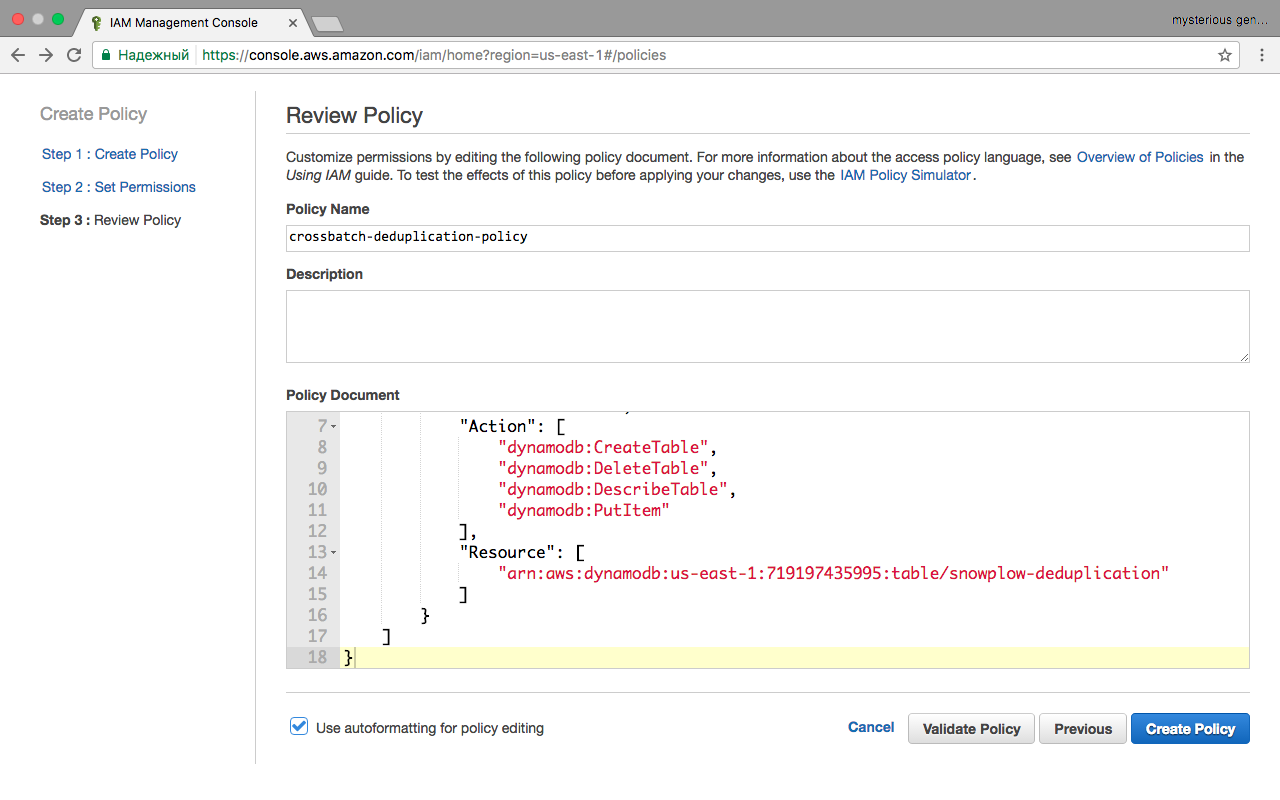 IAM Management Console
mysterious gen...
Надежный
https://console.aws.amazon.com/iam/home?region=us-east-1#/policies
Create Policy
Step 1 : Create Policy
Step 2 : Set Permissions
Step 3 : Review Policy
Review Policy
Customize permissions by editing the following policy document. For more information about the access policy language, see Overview of Policies in the
Using IAM guide. To test the effects of this policy before applying your changes, use the IAM Policy Simulator.
Policy Name
crossbatch-deduplication-policy
Description
Policy Document
7 "Action": [
8 "dynamodb:CreateTable",
9 "dynamodb:DeleteTable",
10 "dynamodb:DescribeTable",
11 "dynamodb:PutItem"
12 ],
13 "Resource": [
14 "arn:aws:dynamodb:us-east-1:719197435995:table/snowplow-deduplication"
15 ]
16 }
17 ]
18 }
Use autoformatting for policy editing
Cancel
Validate Policy
Previous
Create Policy